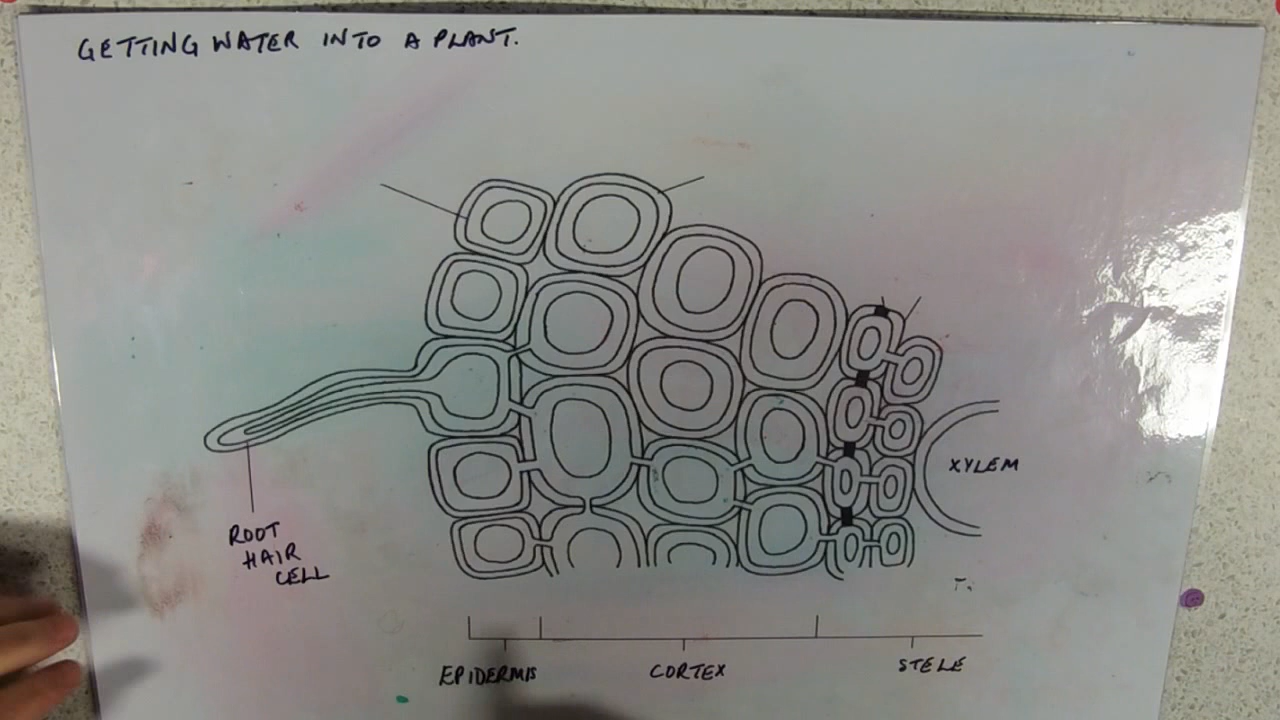 GETTING WATER INTO A PLANT.
XYLEM
ROOT
HAIR
CELL
EPIDERMIS
CORTEX
STELE